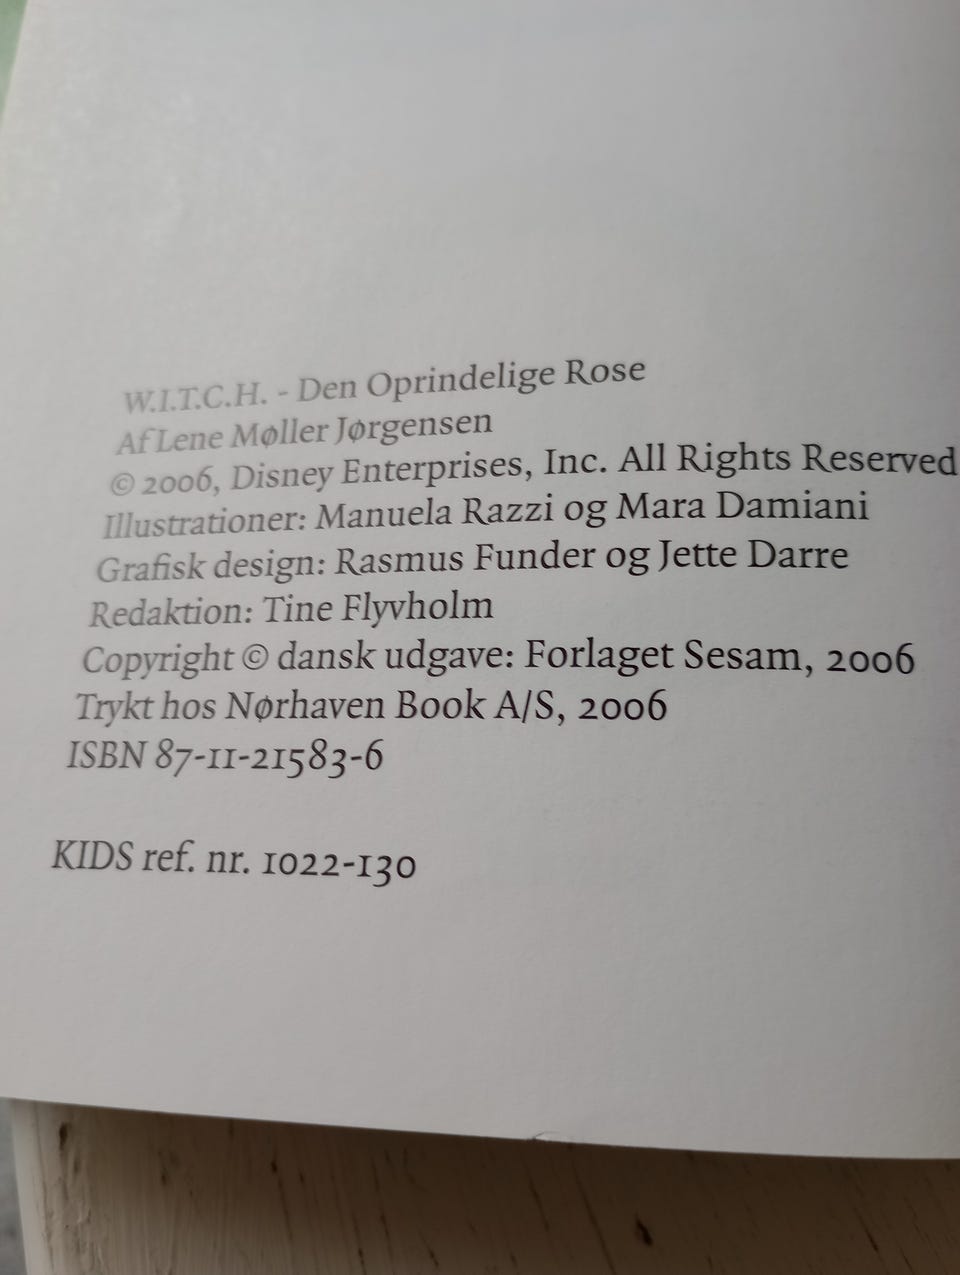 W.I.T.C.H. - Den Oprindelige Rose
Af Lene Møller Jørgensen
© 2006, Disney Enterprises, Inc. All Rights Reserved
Illustrationer: Manuela Razzi og Mara Damiani
Grafisk design: Rasmus Funder og Jette Darre
Redaktion: Tine Flyvholm
Copyright © dansk udgave: Forlaget Sesam, 2006
Trykt hos Nørhaven Book A/S, 2006
ISBN 87-11-21583-6
KIDS ref. nr. 1022-130